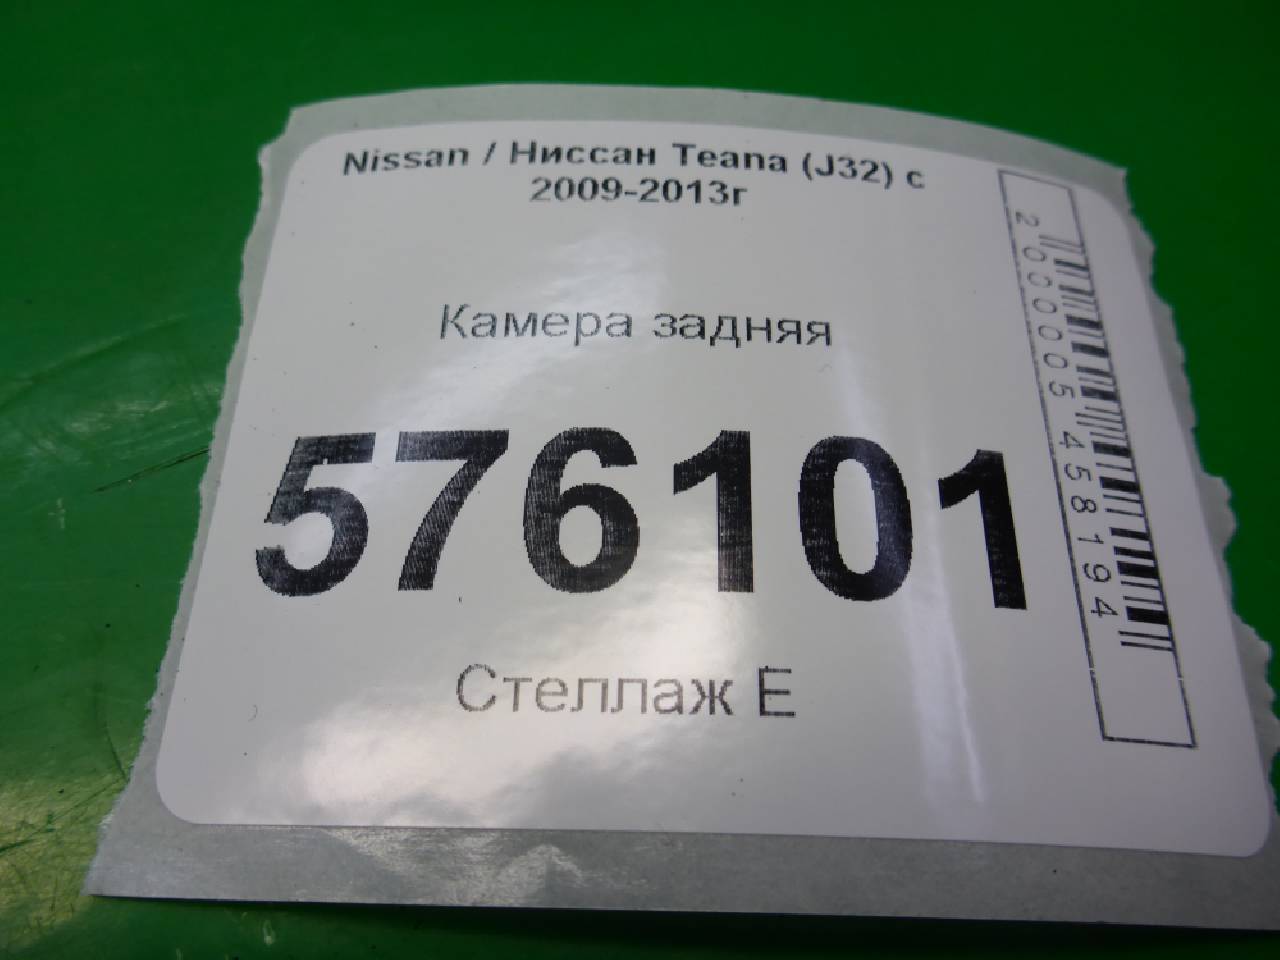 Nissan / Ниссан Teana (J32) с
2009-2013г
Камера задняя
576101
Стеллаж Е
2000005458194